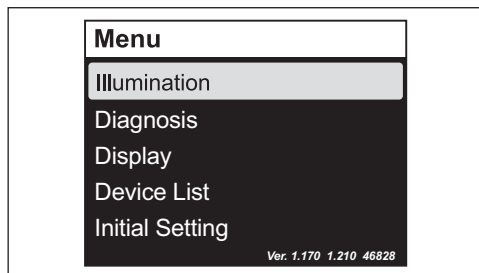 Menu
Illumination
Diagnosis
Display
Device List
Initial Setting
Ver. 1.170 1.210 46828